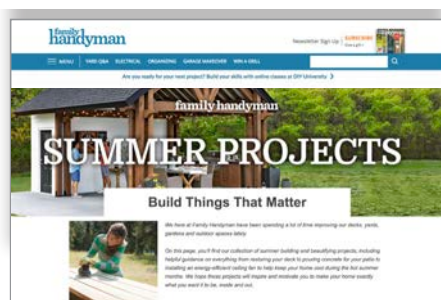 family
handyman
Newsletter Sign Up | SUBSCRIBE
Give a gift >
MENU YARD Q&A ELECTRICAL ORGANIZING GARAGE MAKEOVER WIN A GRILL
Are you ready for your next project? Build your skills with online classes at DIY University. >
family handyman
SUMMER PROJECTS
Build Things That Matter
We here at Family Handyman have been spending a lot of time improving our decks, yards,
gardens and outdoor spaces lately.
On this page, you'll find our collection of summer building and beautifying projects, including
helpful guidance on everything from restoring your deck to pouring concrete for your patio to
installing an energy-efficient ceiling fan to help keep your home cool during the hot summer
months. We hope these projects will inspire and motivate you to make your home exactly
what you want it to be, inside and out.